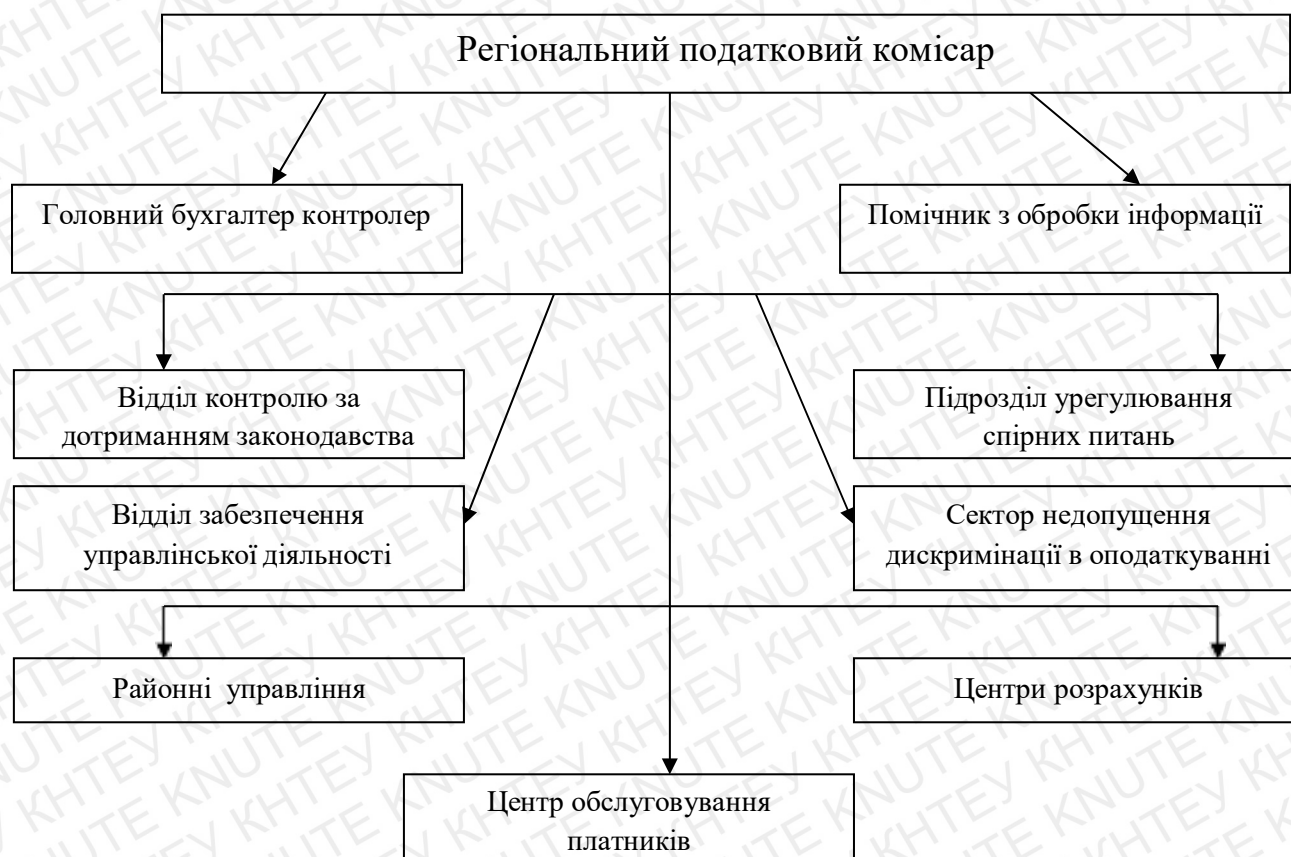 Регіональний податковий комісар
Головний бухгалтер контролер
Помічник з обробки інформації
Відділ контролю за
дотриманням законодавства
Підрозділ урегулювання
спірних питань
Відділ забезпечення
управлінської діяльності
Сектор недопущення
дискримінації в оподаткуванні
Районні управління
Центри розрахунків
Центр обслуговування
платників